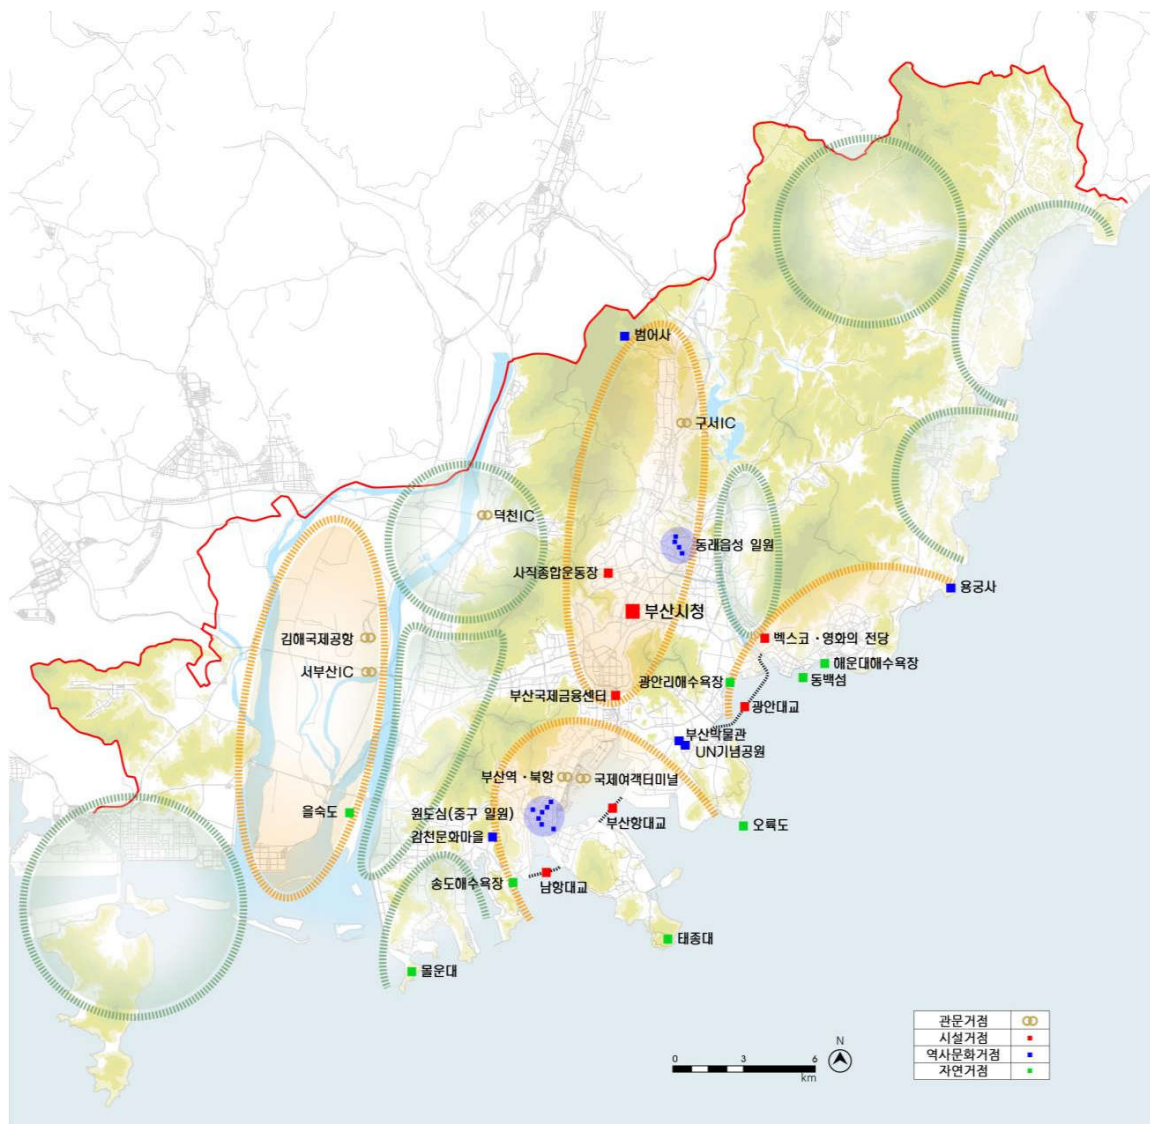 범어사
구서IC
덕천IC
동래읍성 일원
사직종합운동장
용궁사
부산시청
김해국제공항
벡스코·영화의 전당
서부산IC
해운대해수욕장
동백섬
광안리해수욕장
부산국제금융센터
광안대교
부산박물관
UN기념공원
부산역·북항
국제여객터미널
을숙도
원도심(중구 일원)
부산항대교
오륙도
감천문화마을
송도해수욕장
남항대교
태종대
몰운대
관문거점
시설거점
역사문화거점
자연거점
N
0 3 6
km